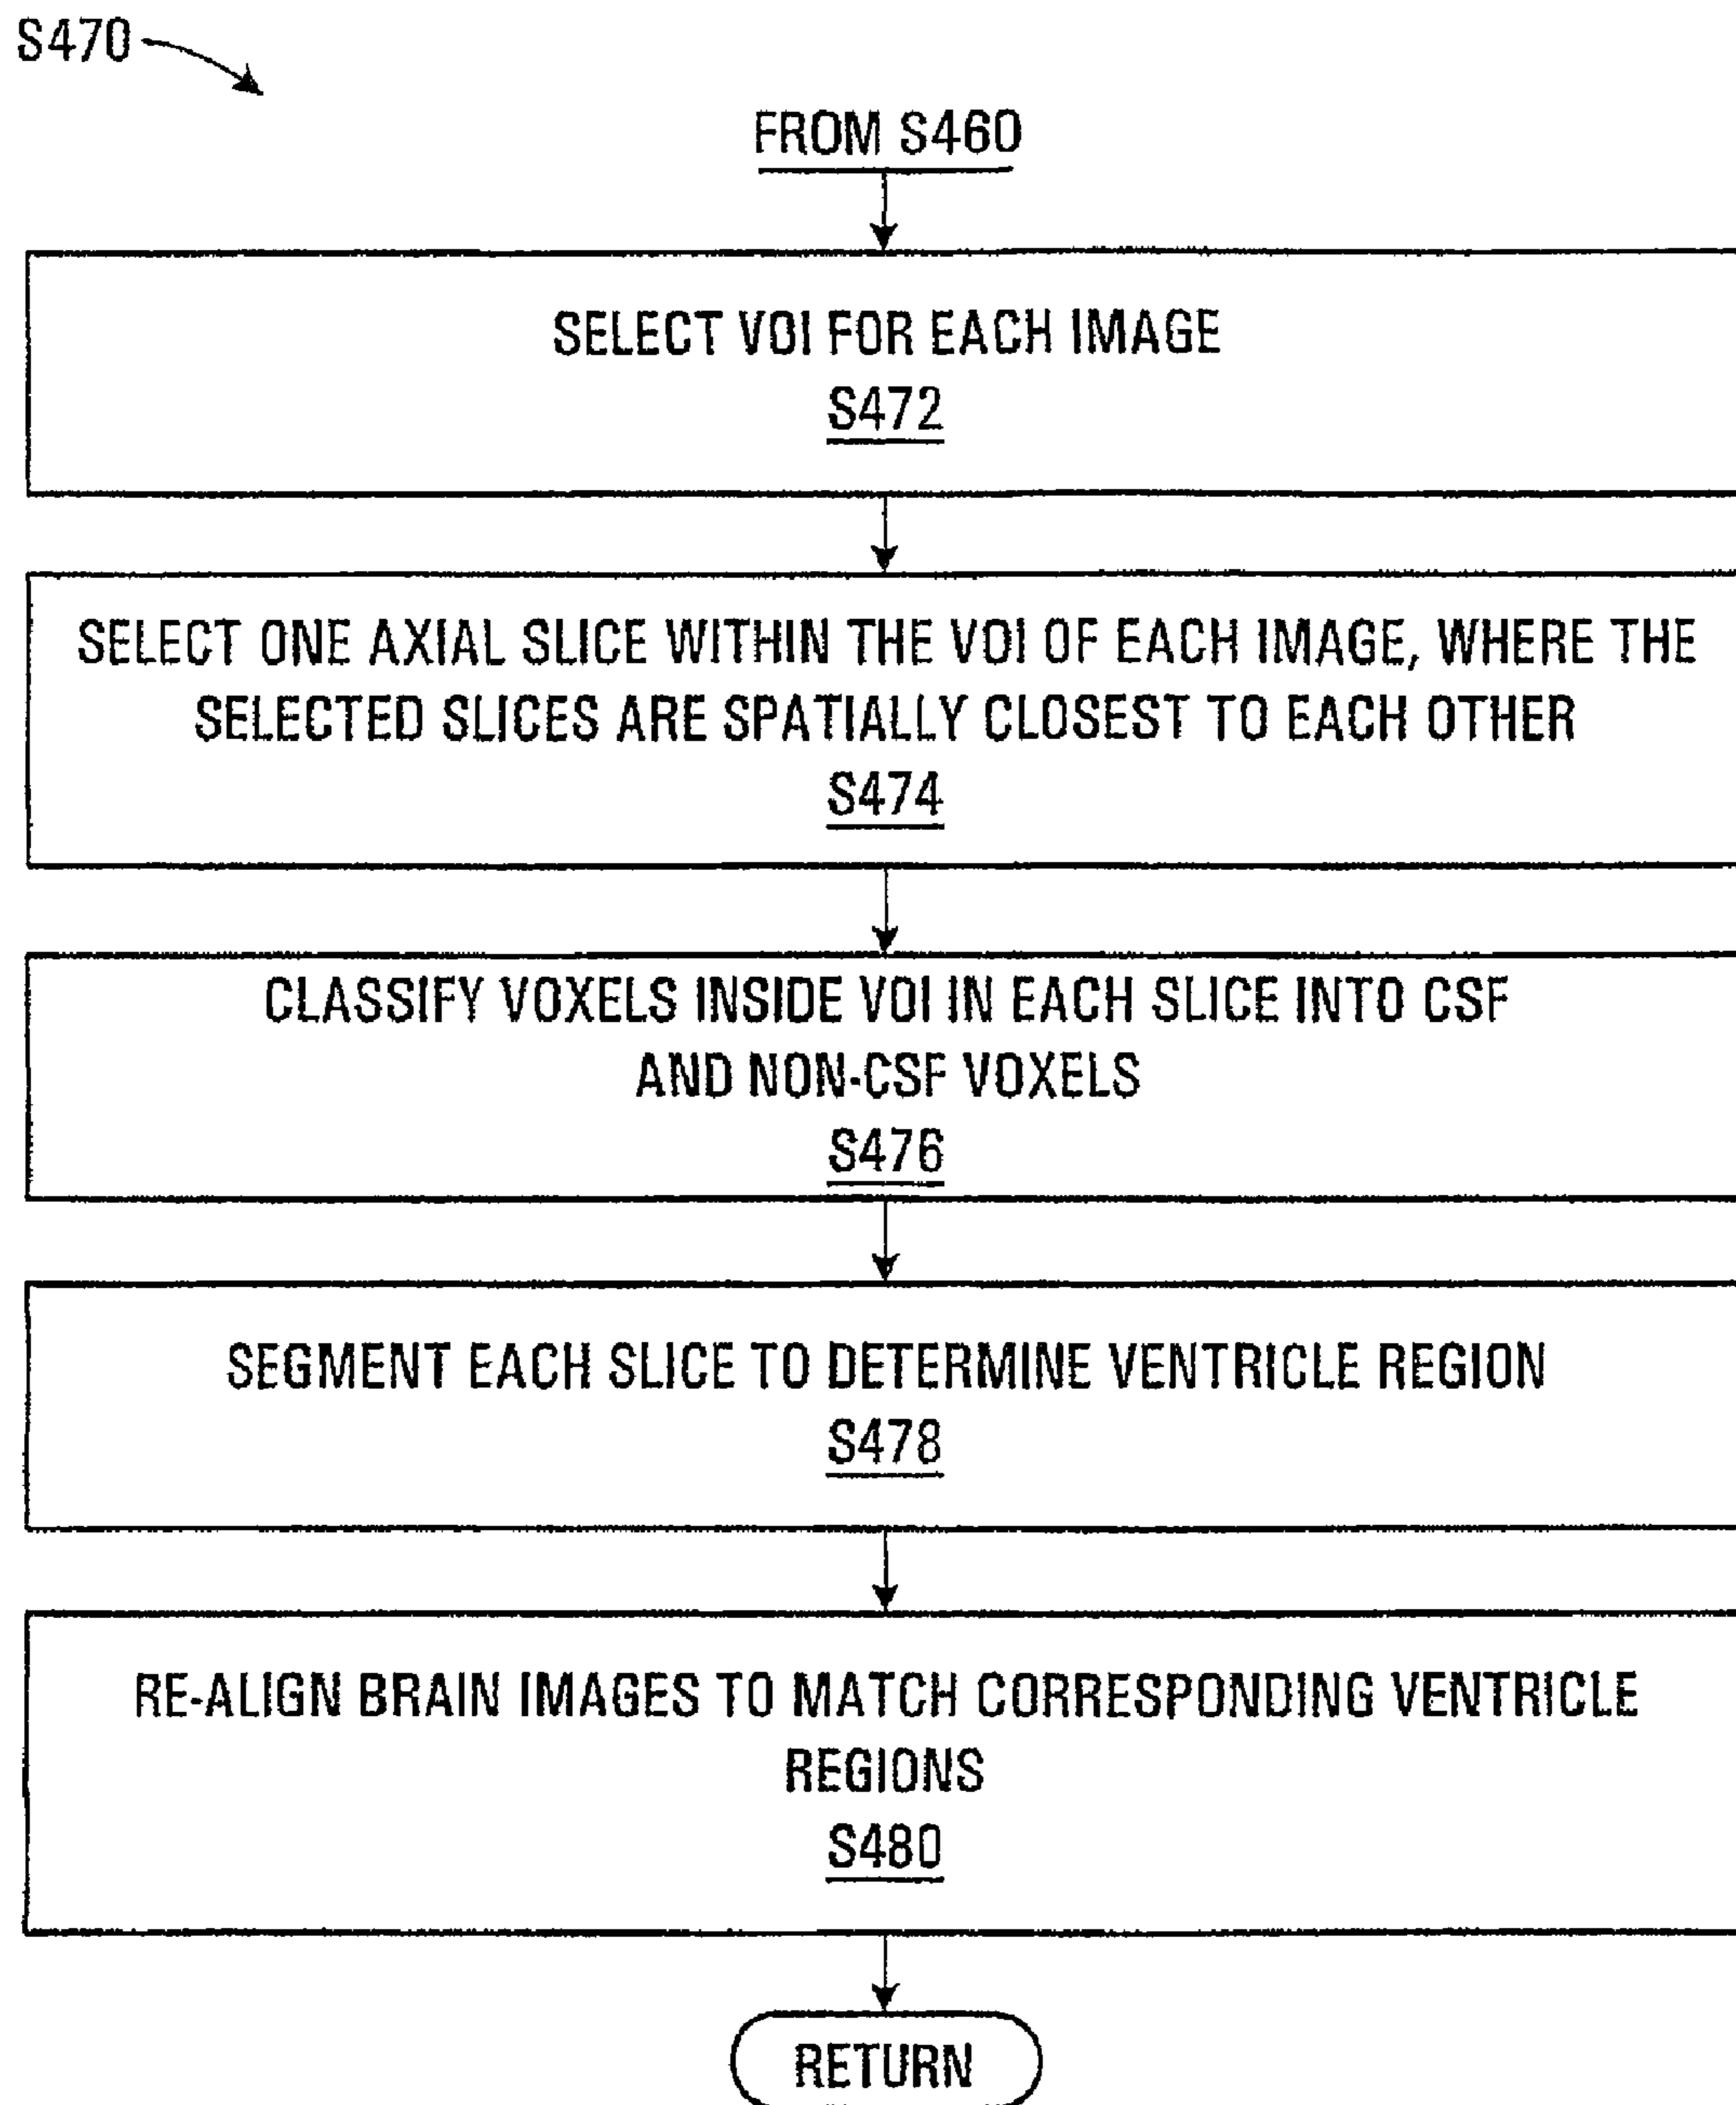 S470
FROM S460
SELECT VOI FOR EACH IMAGE
S472
SELECT ONE AXIAL SLICE WITHIN THE VOI OF EACH IMAGE, WHERE THE
SELECTED SLICES ARE SPATIALLY CLOSEST TO EACH OTHER
S474
CLASSIFY VOXELS INSIDE VOI IN EACH SLICE INTO CSF
AND NON-CSF VOXELS
S476
SEGMENT EACH SLICE TO DETERMINE VENTRICLE REGION
S478
RE-ALIGN BRAIN IMAGES TO MATCH CORRESPONDING VENTRICLE
REGIONS
S480
RETURN